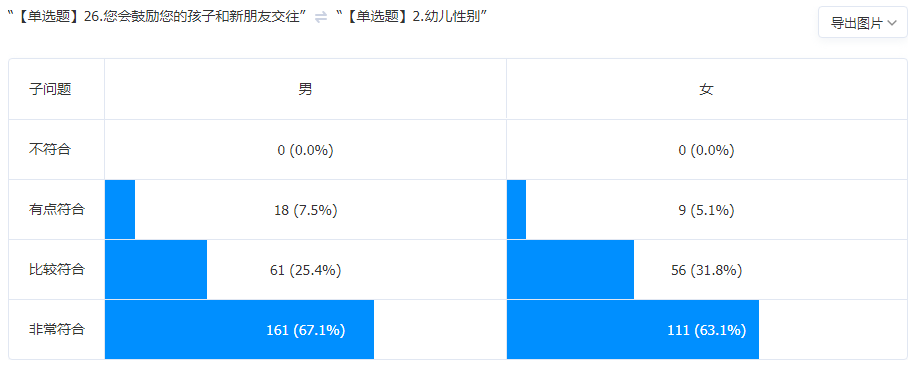 “【单选题】26.您会鼓励您的孩子和新朋友交往” ⇌ “【单选题】2.幼儿性别”
导出图片
子问题 男 女
不符合 0 (0.0%) 0 (0.0%)
有点符合 18 (7.5%) 9 (5.1%)
比较符合 61 (25.4%) 56 (31.8%)
非常符合 161 (67.1%) 111 (63.1%)